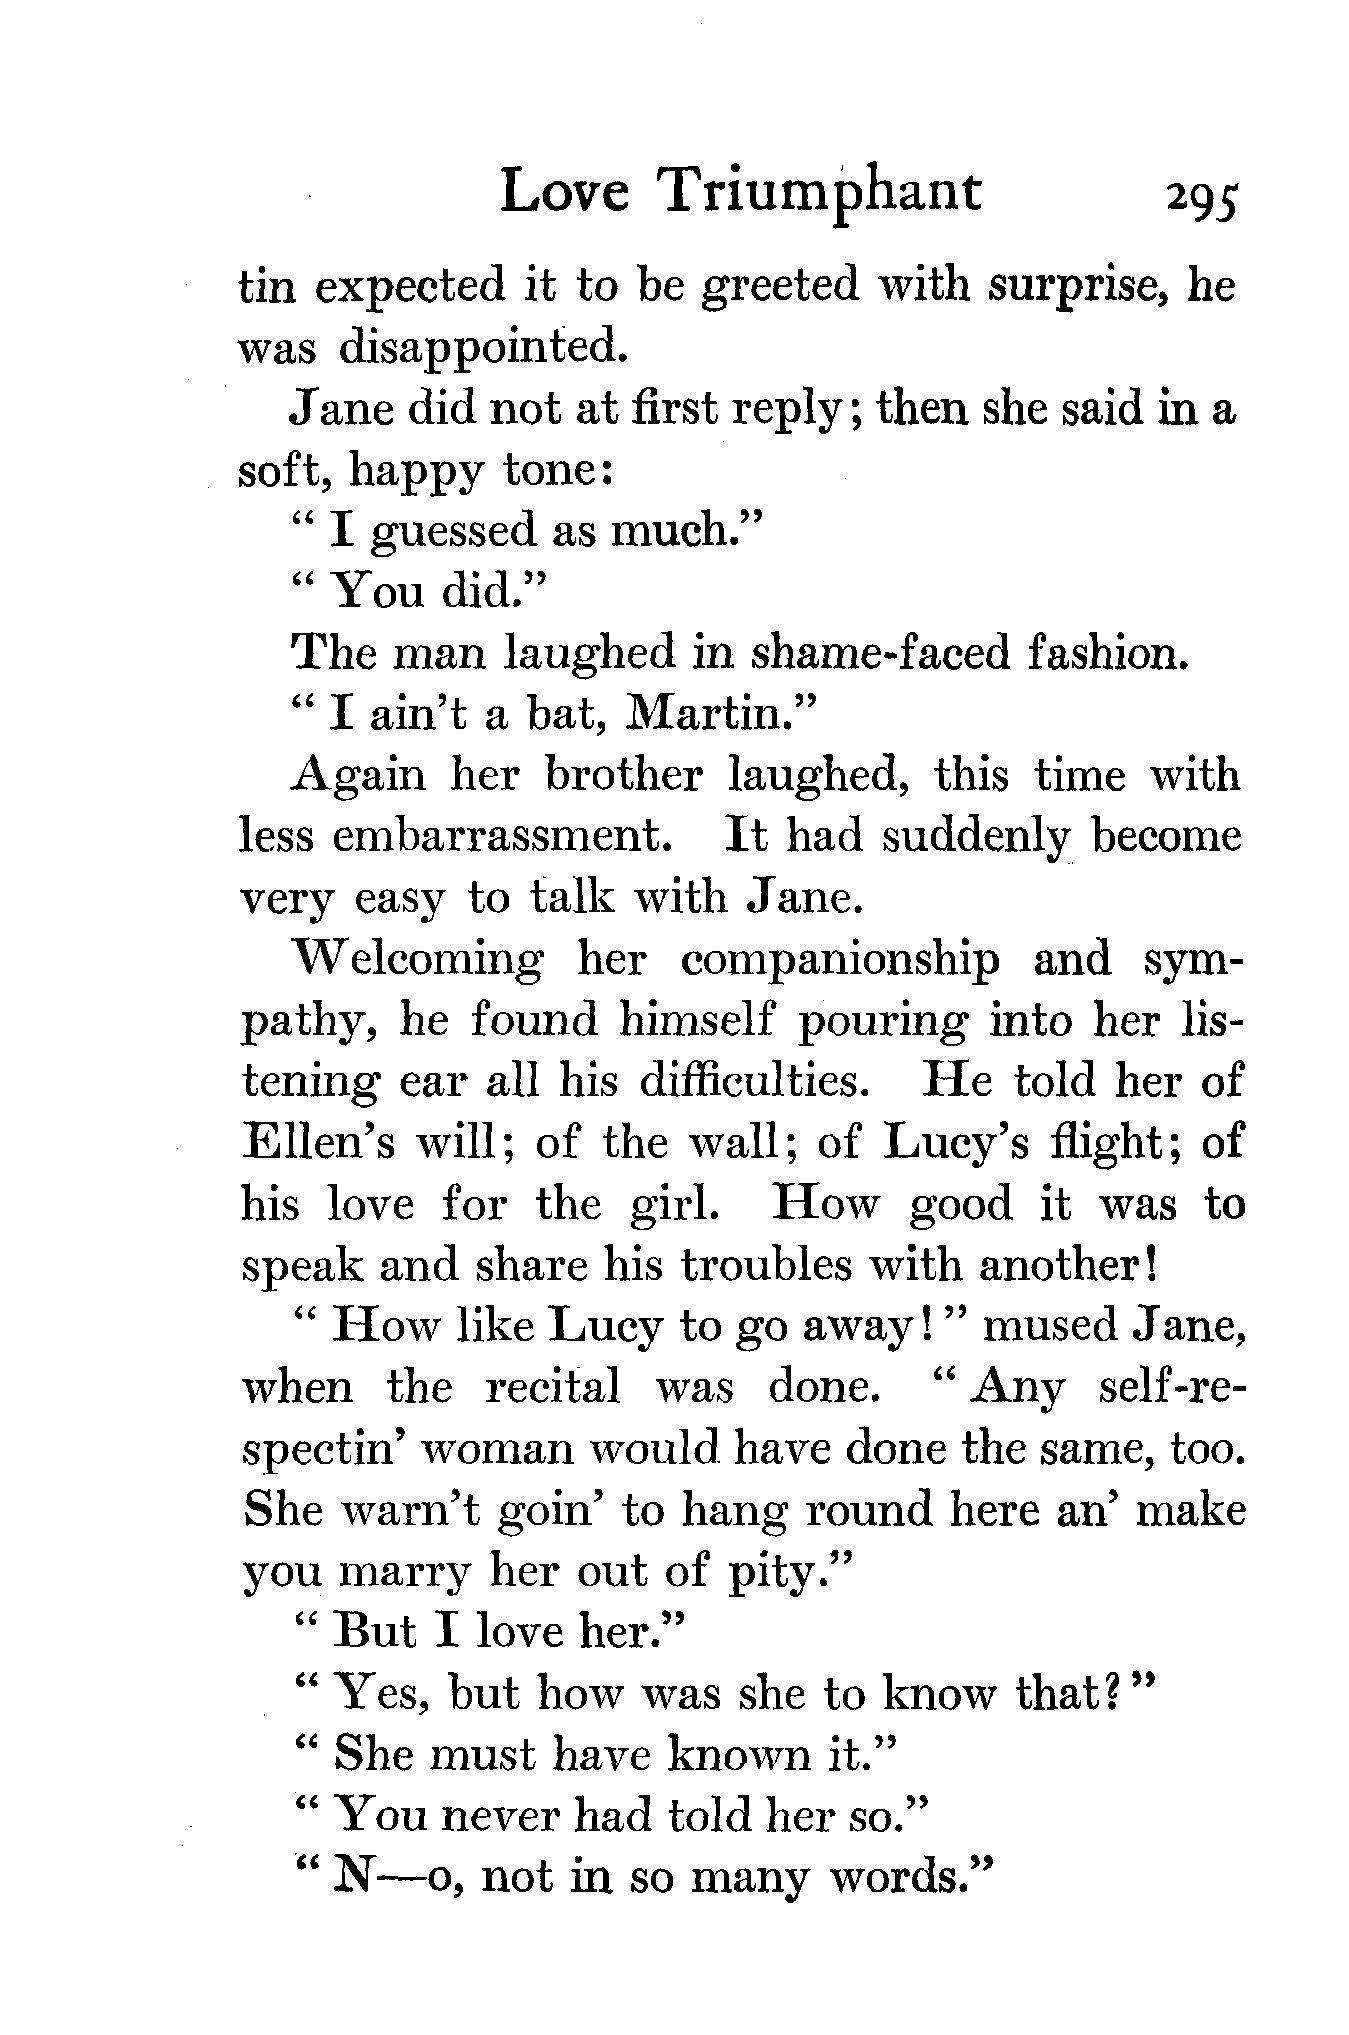 Love Triumphant 295
tin expected it to be greeted with surprise, he
was disappointed.
Jane did not at first reply; then she said in a
soft, happy tone:
“ I guessed as much.”
“ You did.”
The man laughed in shame-faced fashion.
“ I ain’t a bat, Martin.”
Again her brother laughed, this time with
less embarrassment. It had suddenly become
very easy to talk with Jane.
Welcoming her companionship and sym-
pathy, he found himself pouring into her lis-
tening ear all his difficulties. He told her of
Ellen’s will; of the wall; of Lucy’s flight; of
his love for the girl. How good it was to
speak and share his troubles with another!
“ How like Lucy to go away! ” mused Jane,
when the recital was done. “ Any self-re-
spectin’ woman would have done the same, too.
She warn’t goin’ to hang round here an’ make
you marry her out of pity.”
“ But I love her.”
“ Yes, but how was she to know that? ”
“ She must have known it.”
“ You never had told her so.”
“ N—o, not in so many words.”